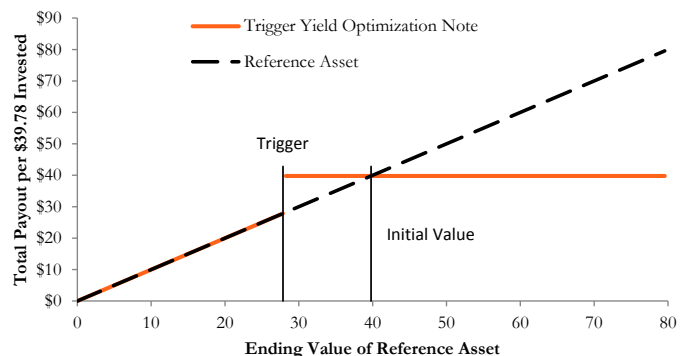 $90
$80
$70
$60
$50
$40
$30
$20
$10
$0
Total Payout per $39.78 Invested
Trigger Yield Optimization Note
Reference Asset
Trigger
Initial Value
0 10 20 30 40 50 60 70 80
Ending Value of Reference Asset